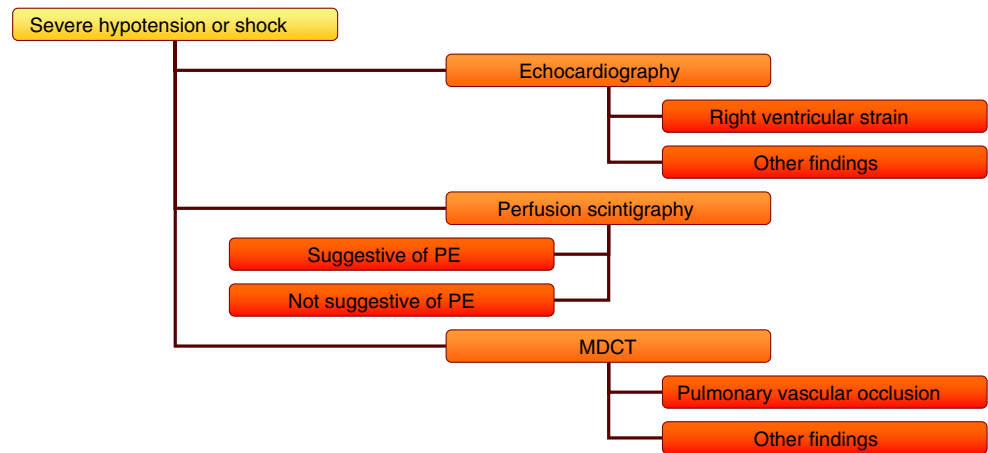 Severe hypotension or shock
Echocardiography
Right ventricular strain
Other findings
Perfusion scintigraphy
Suggestive of PE
Not suggestive of PE
MDCT
Pulmonary vascular occlusion
Other findings